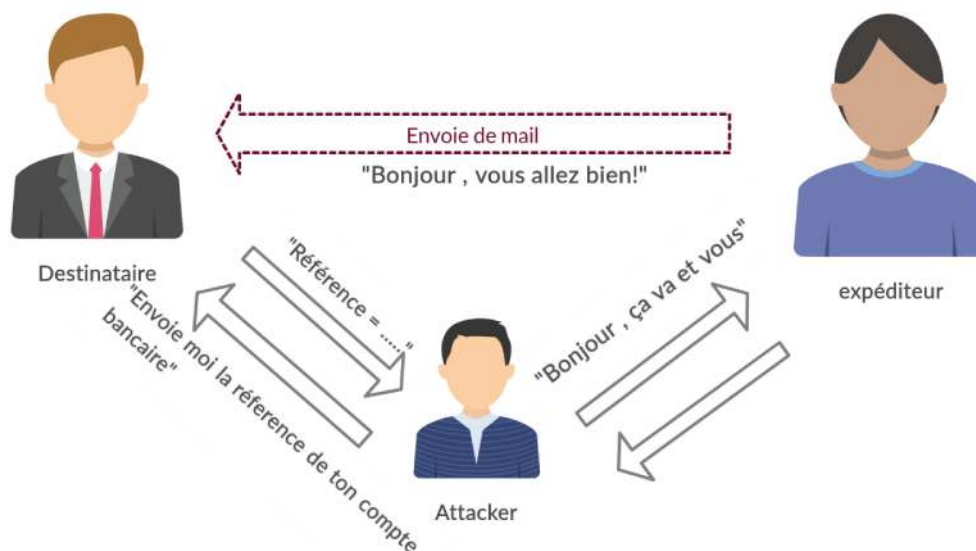 Envoie de mail
"Bonjour , vous allez bien!"
Destinataire
expéditeur
"Référence = ....."
"Envoie moi la réference de ton compte
bancaire"
"Bonjour , ça va et vous"
Attacker